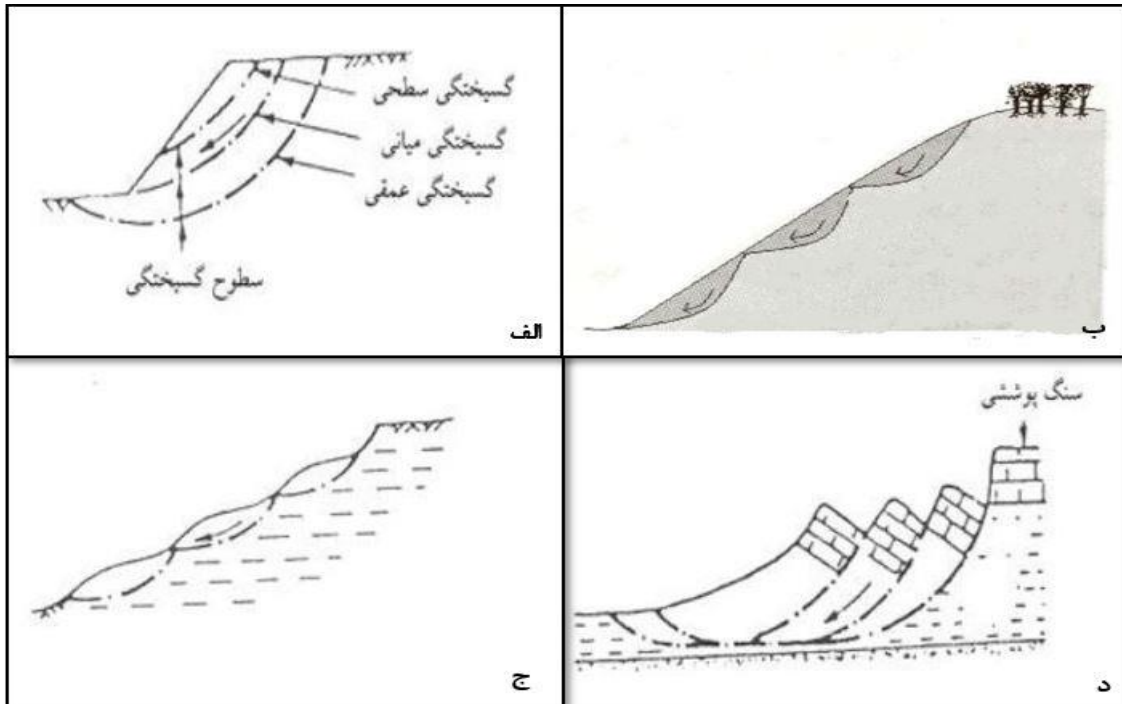 گسیختگی سطحی
گسیختگی میانی
گسیختگی عمقی
سطوح گسیختگی
الف
ب
سنگ پوششی
ج
د